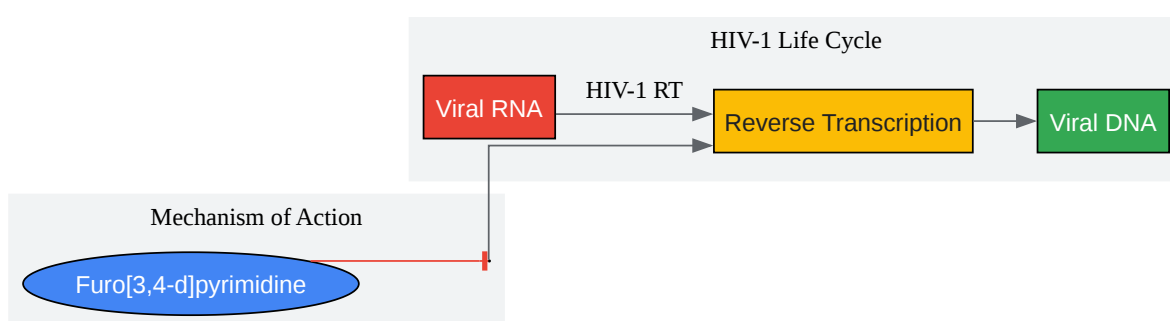 HIV-1 Life Cycle
Viral RNA
HIV-1 RT
Reverse Transcription
Viral DNA
Mechanism of Action
Furo[3,4-d]pyrimidine